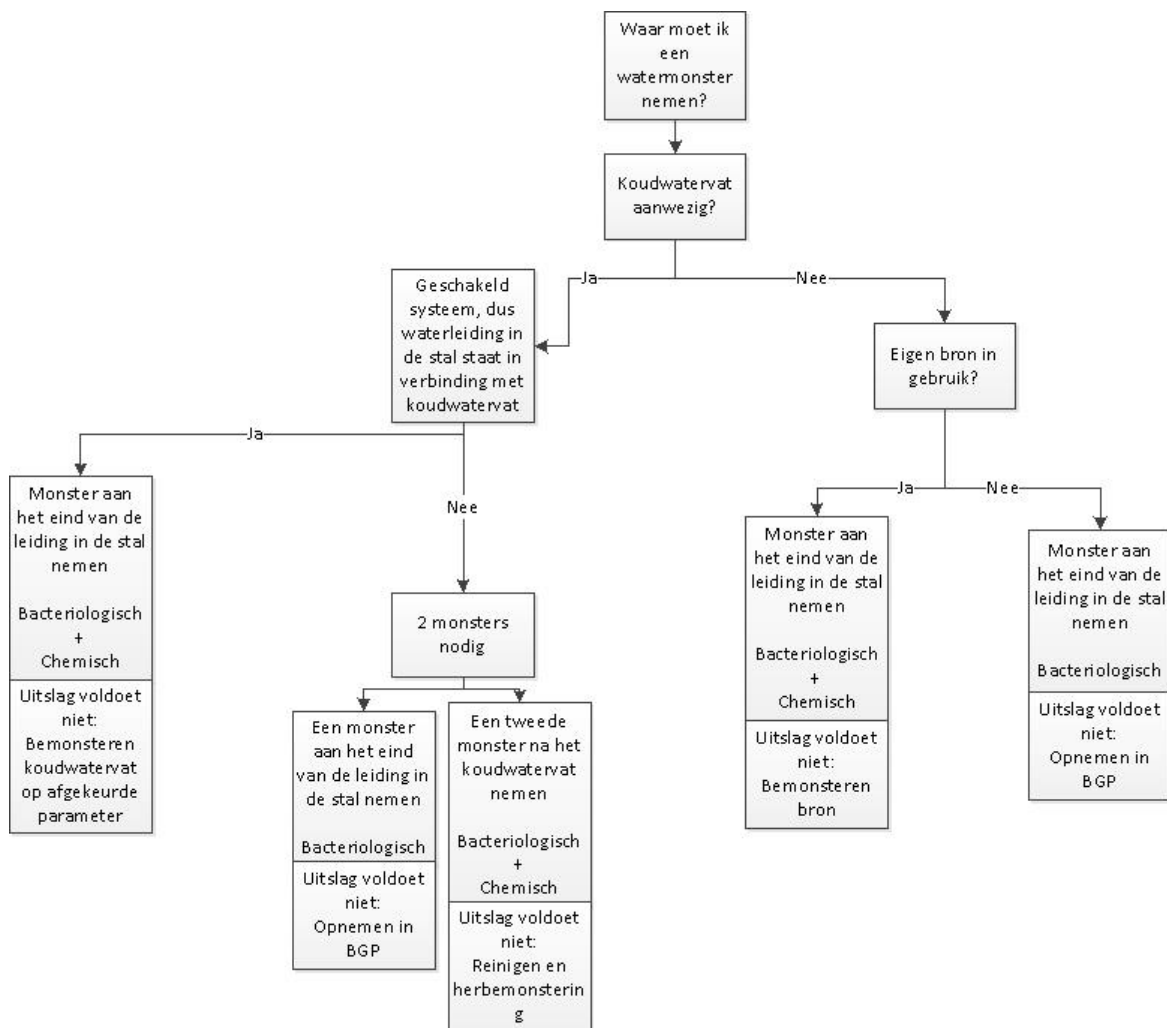 Waar moet ik
een
watermonster
nemen?
Koudwatervat
aanwezig?
Ja
Nee
Geschakeld
systeem, dus
waterleiding in
de stal staat in
verbinding met
koudwatervat
Eigen bron in
gebruik?
Ja
Nee
Ja
Nee
Monster aan
het eind van de
leiding in de stal
nemen
Bacteriologisch
+
Chemisch
Uitslag voldoet
niet:
Bemonsteren
koudwatervat
op afgekeurde
parameter
2 monsters
nodig
Een monster
aan het eind
van de leiding in
de stal nemen
Bacteriologisch
Uitslag voldoet
niet:
Opnemen in
BGP
Een tweede
monster na het
koudwatervat
nemen
Bacteriologisch
+
Chemisch
Uitslag voldoet
niet:
Reinigen en
herbemonsterin
g
Monster aan
het eind van de
leiding in de stal
nemen
Bacteriologisch
+
Chemisch
Uitslag voldoet
niet:
Bemonsteren
bron
Monster aan
het eind van de
leiding in de stal
nemen
Bacteriologisch
Uitslag voldoet
niet:
Opnemen in
BGP